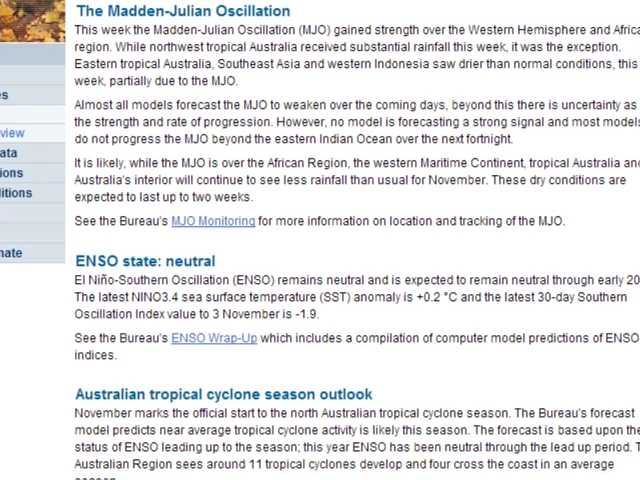 The Madden-Julian Oscillation
This week the Madden-Julian Oscillation (MJO) gained strength over the Western Hemisphere and
region. While northwest tropical Australia received substantial rainfall this week, it was the exception.
Eastern tropical Australia, Southeast Asia and western Indonesia saw drier than normal conditions, this
week, partially due to the MJO.
Almost all models forecast the MJO to weaken over the coming days, beyond this there is uncertainty as
the strength and rate of progression. However, no model is forecasting a strong signal and most models
do not progress the MJO beyond the eastern Indian Ocean over the next fortnight.
It is likely, while the MJO is over the African Region, the western Maritime Continent, tropical Australia and
Australia's interior will continue to see less rainfall than usual for November. These dry conditions are
expected to last up to two weeks.
See the Bureau's MJO Monitoring for more information on location and tracking of the MJO.
ENSO state: neutral
El Niño-Southern Oscillation (ENSO) remains neutral and is expected to remain neutral through early 20
The latest NINO3.4 sea surface temperature (SST) anomaly is +0.2 °C and the latest 30-day Southern
Oscillation Index value to 3 November is -1.9.
See the Bureau's ENSO Wrap-Up which includes a compilation of computer model predictions of ENSO
indices.
Australian tropical cyclone season outlook
November marks the official start to the north Australian tropical cyclone season. The Bureau's forecast
model predicts near average tropical cyclone activity is likely this season. The forecast is based upon the
status of ENSO leading up to the season; this year ENSO has been neutral through the lead up period.
Australian Region sees around 11 tropical cyclones develop and four cross the coast in an average